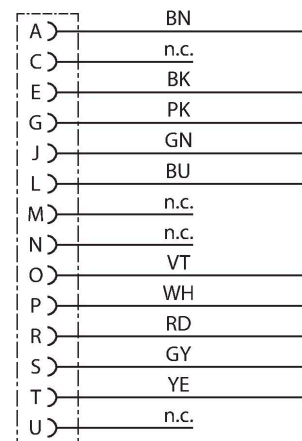 A BN
C n.c.
E BK
G PK
J GN
L BU
M n.c.
N n.c.
O VT
P WH
R RD
S GY
T YE
U n.c.